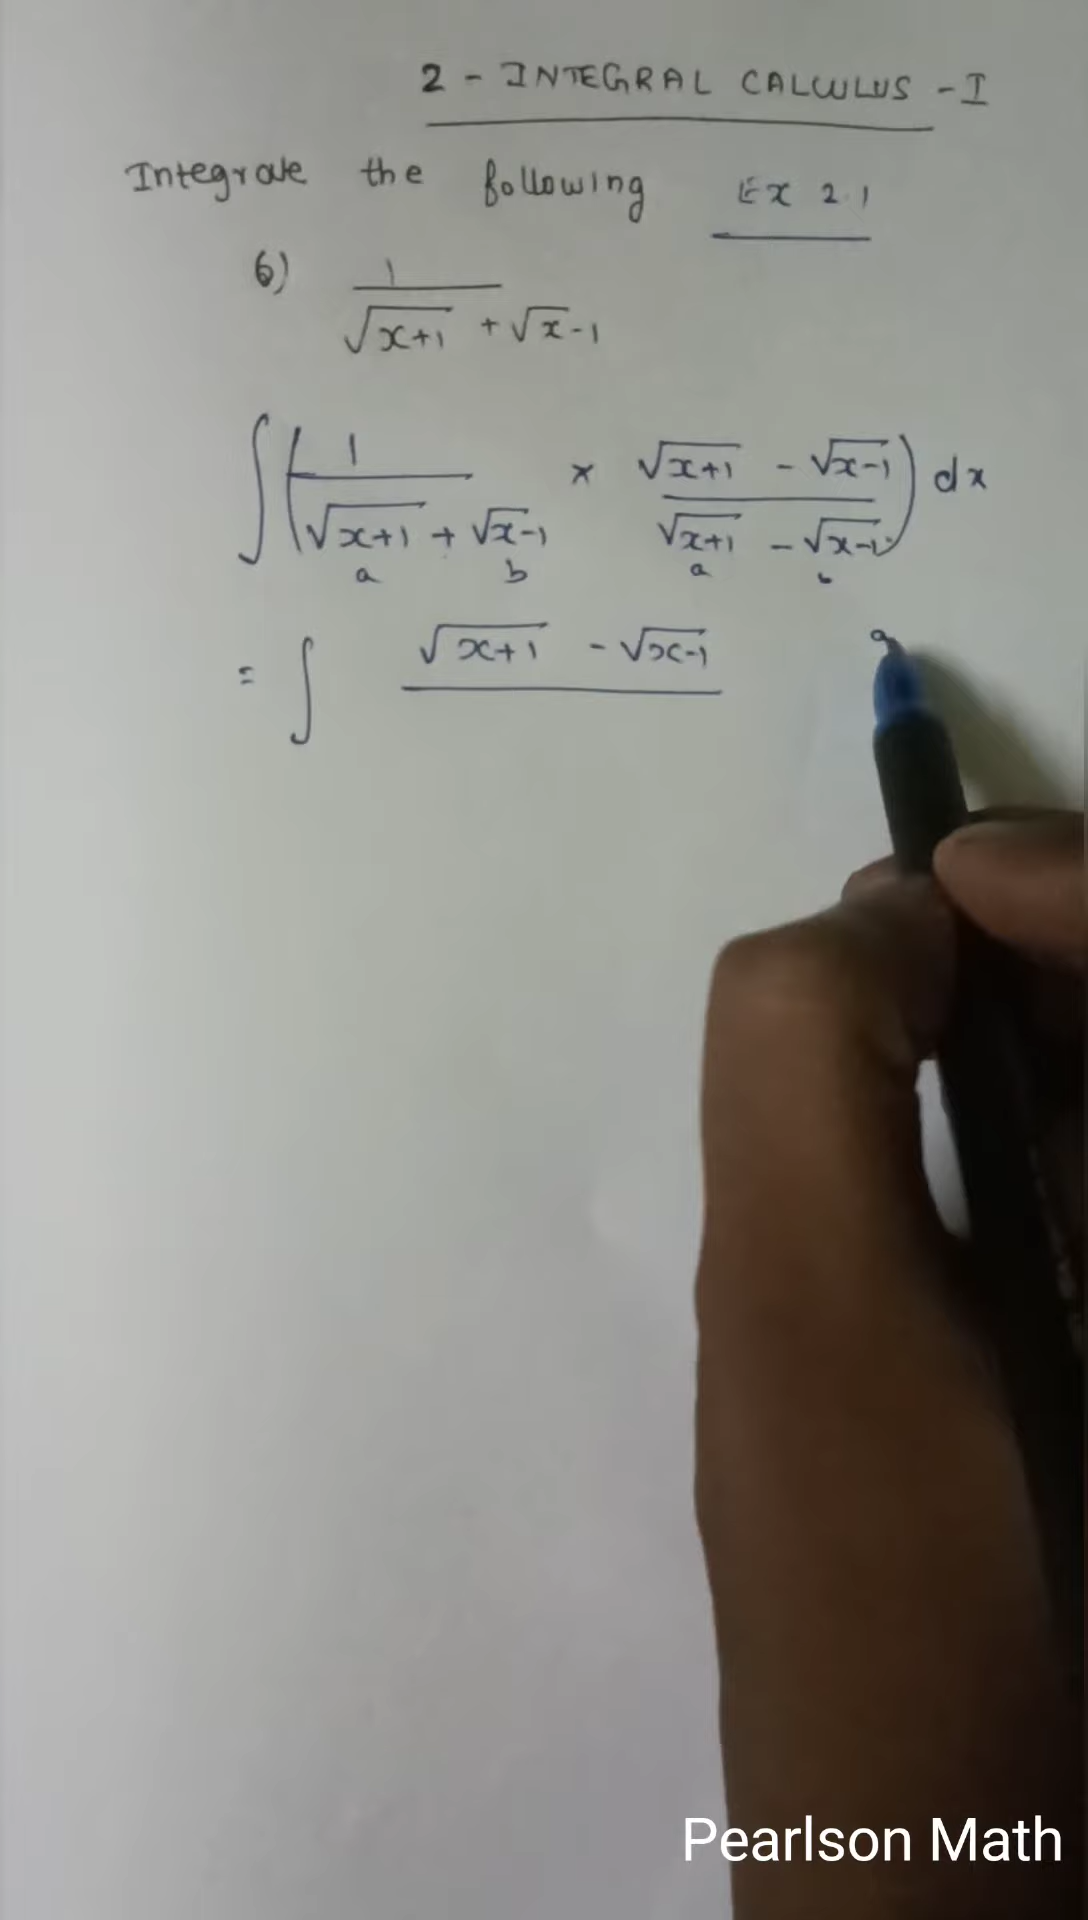 2 - INTEGRAL CALCULUS - I
Integrate the following Ex 2.1
6) 1
√x+1 + √x-1
∫( 1 × √x+1 - √x-1 ) dx
√x+1 + √x-1 √x+1 - √x-1
a b a b
= ∫ √x+1 - √x-1 a
Pearlson Math